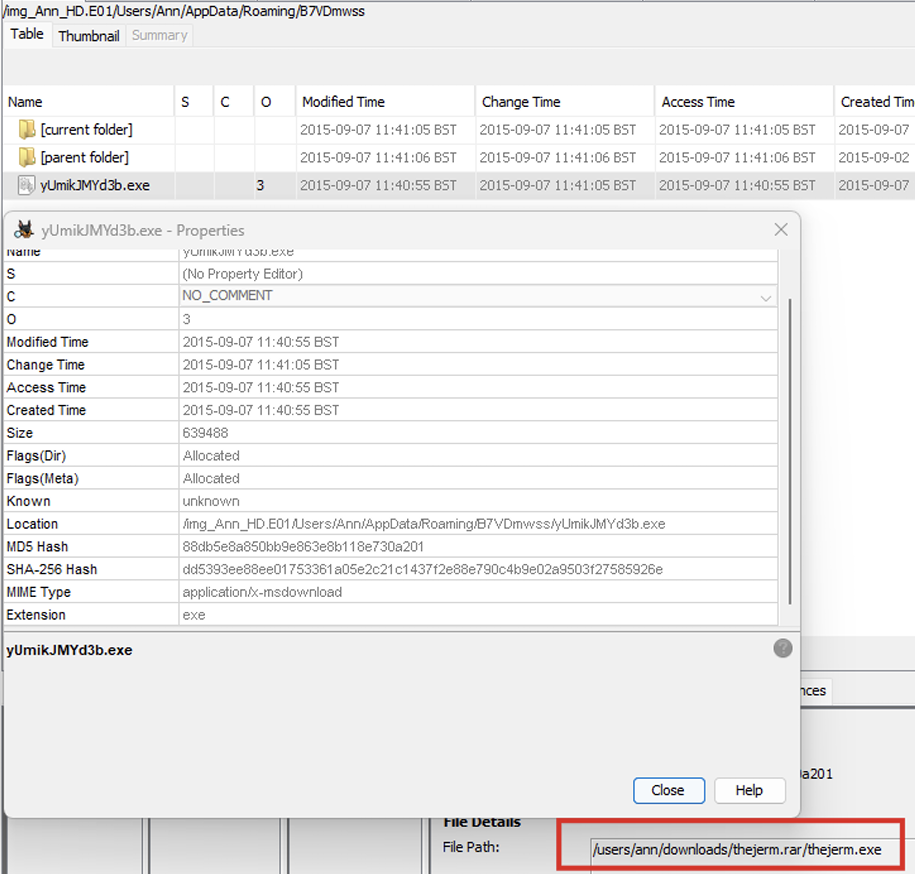 /img_Ann_HD.E01/Users/Ann/AppData/Roaming/B7VDmwss
Table Thumbnail Summary
Name S C O Modified Time Change Time Access Time Created Tim
[current folder] 2015-09-07 11:41:05 BST 2015-09-07 11:41:05 BST 2015-09-07 11:41:05 BST 2015-09-07
[parent folder] 2015-09-07 11:41:06 BST 2015-09-07 11:41:06 BST 2015-09-07 11:41:06 BST 2015-09-02
yUmikJMYd3b.exe 3 2015-09-07 11:40:55 BST 2015-09-07 11:41:05 BST 2015-09-07 11:40:55 BST 2015-09-07
yUmikJMYd3b.exe - Properties
Name yUmikJMYd3b.exe
S (No Property Editor)
C NO_COMMENT
O 3
Modified Time 2015-09-07 11:40:55 BST
Change Time 2015-09-07 11:41:05 BST
Access Time 2015-09-07 11:40:55 BST
Created Time 2015-09-07 11:40:55 BST
Size 639488
Flags(Dir) Allocated
Flags(Meta) Allocated
Known unknown
Location /img_Ann_HD.E01/Users/Ann/AppData/Roaming/B7VDmwss/yUmikJMYd3b.exe
MD5 Hash 88db5e8a850bb9e863e8b118e730a201
SHA-256 Hash dd5393ee88ee01753361a05e2c21c1437f2e88e790c4b9e02a9503f27585926e
MIME Type application/x-msdownload
Extension exe
yUmikJMYd3b.exe
?
nces
a201
Close Help
File Details
File Path: /users/ann/downloads/thejerm.rar/thejerm.exe